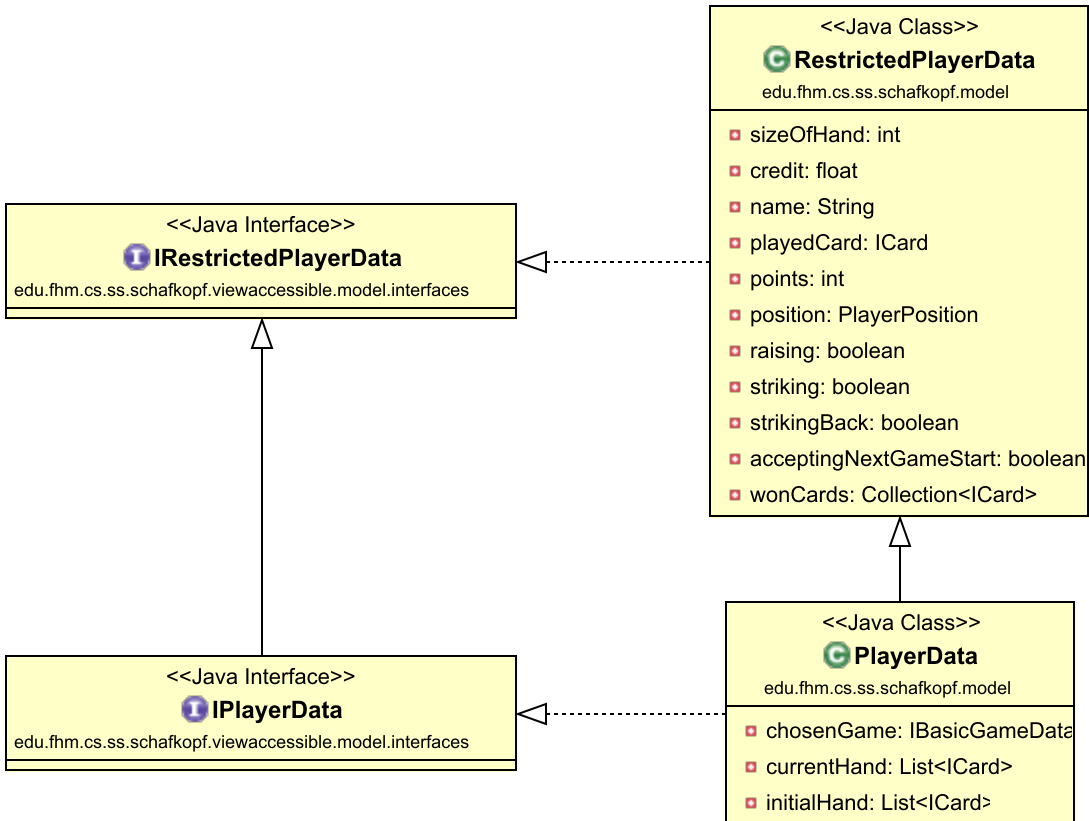 <<Java Class>>
C RestrictedPlayerData
edu.fhm.cs.ss.schafkopf.model
sizeOfHand: int
credit: float
name: String
playedCard: ICard
points: int
position: PlayerPosition
raising: boolean
striking: boolean
strikingBack: boolean
acceptingNextGameStart: boolean
wonCards: Collection<ICard>
<<Java Interface>>
I IRestrictedPlayerData
edu.fhm.cs.ss.schafkopf.viewaccessible.model.interfaces
<<Java Interface>>
I IPlayerData
edu.fhm.cs.ss.schafkopf.viewaccessible.model.interfaces
<<Java Class>>
C PlayerData
edu.fhm.cs.ss.schafkopf.model
chosenGame: IBasicGameData
currentHand: List<ICard>
initialHand: List<ICard>